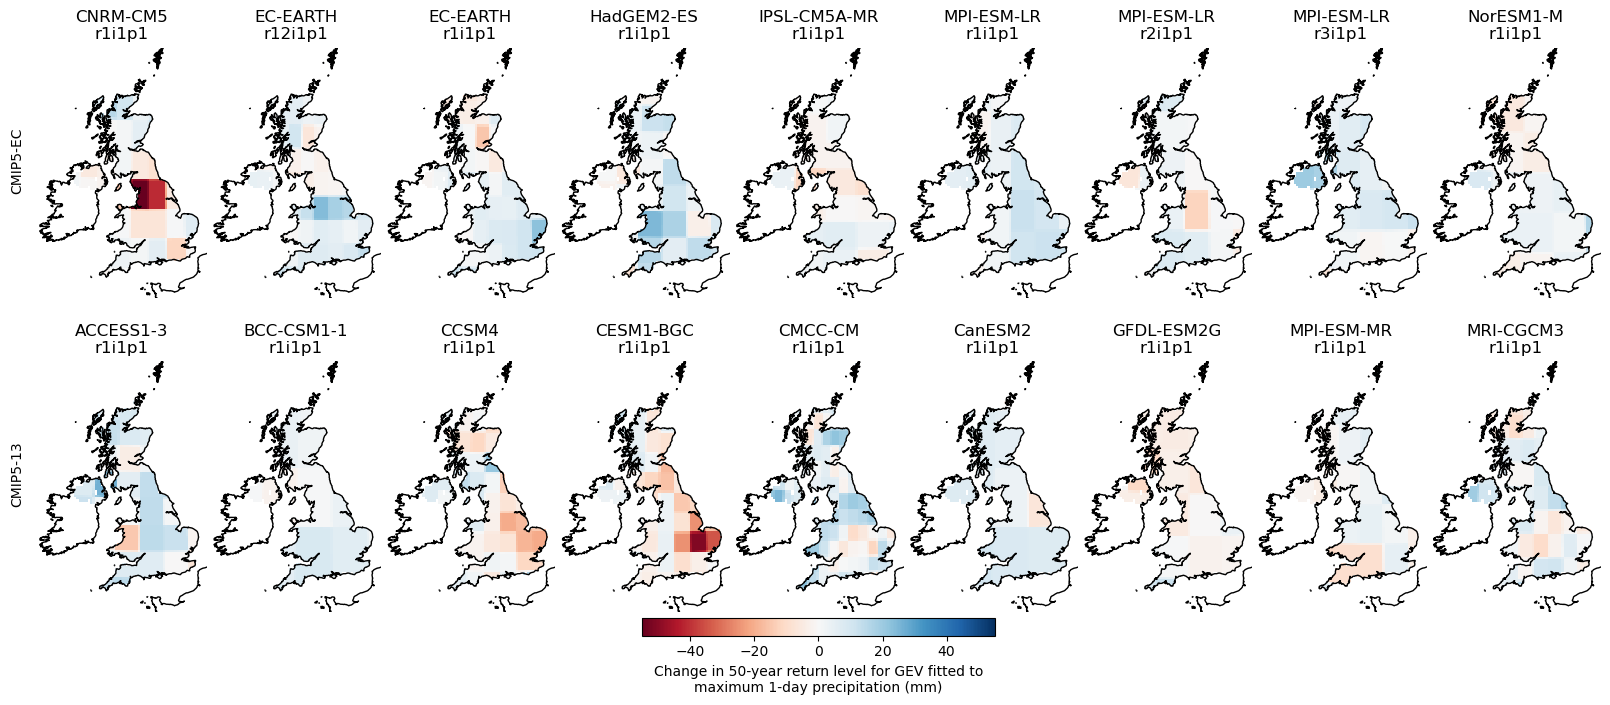 CNRM-CM5 EC-EARTH EC-EARTH HadGEM2-ES IPSL-CM5A-MR MPI-ESM-LR MPI-ESM-LR MPI-ESM-LR NorESM1-M
r1i1p1 r12i1p1 r1i1p1 r1i1p1 r1i1p1 r1i1p1 r2i1p1 r3i1p1 r1i1p1
CMIP5-EC
ACCESS1-3 BCC-CSM1-1 CCSM4 CESM1-BGC CMCC-CM CanESM2 GFDL-ESM2G MPI-ESM-MR MRI-CGCM3
r1i1p1 r1i1p1 r1i1p1 r1i1p1 r1i1p1 r1i1p1 r1i1p1 r1i1p1 r1i1p1
CMIP5-13
−40 −20 0 20 40
Change in 50-year return level for GEV fitted to
maximum 1-day precipitation (mm)